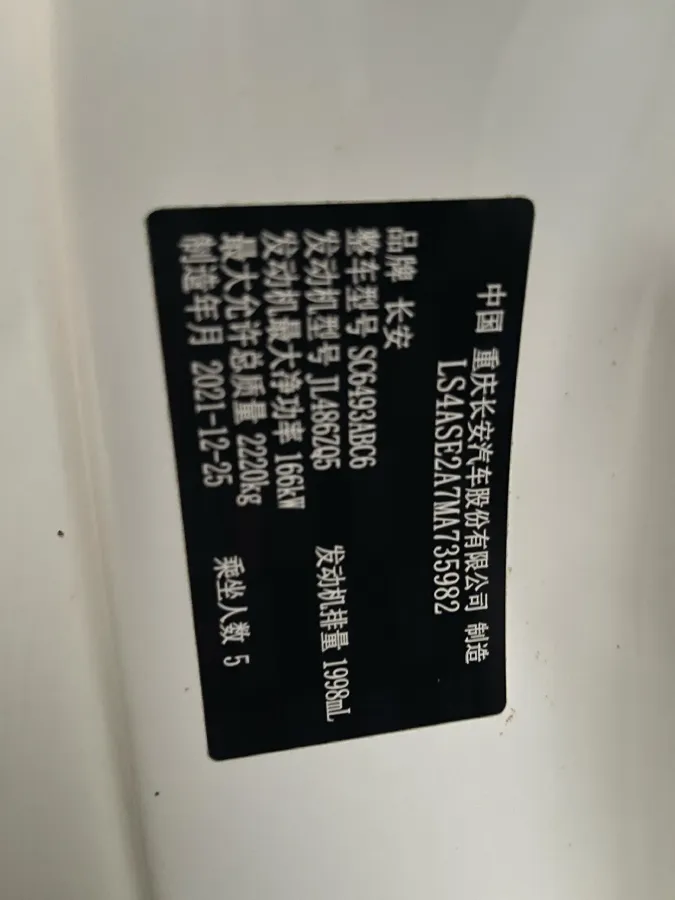 中国 重庆长安汽车股份有限公司 制造
LS4ASE2A7MA735982
品牌 长安
整车型号 SC6493ABC6
发动机型号 JL486ZQ5 发动机排量 1998mL
发动机最大净功率 166kW
最大允许总质量 2220kg 乘坐人数 5
制造年月 2021-12-25